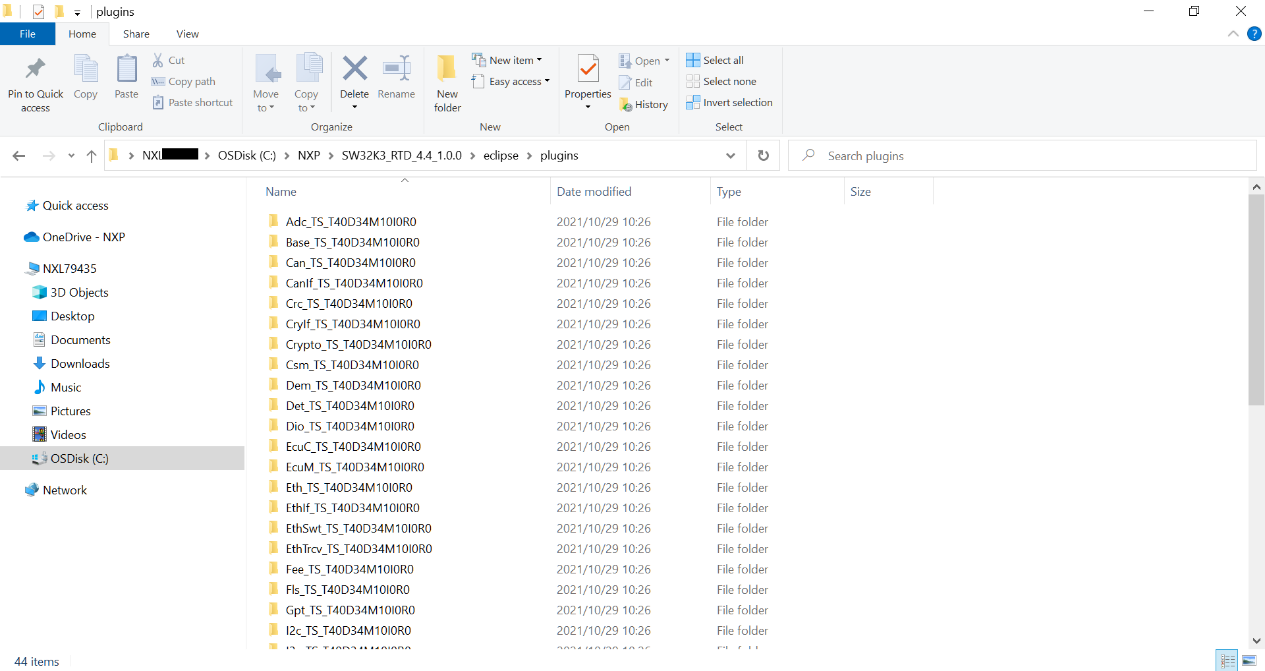 plugins
File Home Share View
Pin to Quick access
Copy
Paste
Cut
Copy path
Paste shortcut
Clipboard
Move to
Copy to
Delete
Rename
Organize
New folder
New item
Easy access
New
Properties
Open
Edit
History
Open
Select all
Select none
Invert selection
Select
NXL > OSDisk (C:) > NXP > SW32K3_RTD_4.4_1.0.0 > eclipse > plugins
Search plugins
Quick access
OneDrive - NXP
NXL79435
3D Objects
Desktop
Documents
Downloads
Music
Pictures
Videos
OSDisk (C:)
Network
Name Date modified Type Size
Adc_TS_T40D34M10I0R0 2021/10/29 10:26 File folder
Base_TS_T40D34M10I0R0 2021/10/29 10:26 File folder
Can_TS_T40D34M10I0R0 2021/10/29 10:26 File folder
CanIf_TS_T40D34M10I0R0 2021/10/29 10:26 File folder
Crc_TS_T40D34M10I0R0 2021/10/29 10:26 File folder
CryIf_TS_T40D34M10I0R0 2021/10/29 10:26 File folder
Crypto_TS_T40D34M10I0R0 2021/10/29 10:26 File folder
Csm_TS_T40D34M10I0R0 2021/10/29 10:26 File folder
Dem_TS_T40D34M10I0R0 2021/10/29 10:26 File folder
Det_TS_T40D34M10I0R0 2021/10/29 10:26 File folder
Dio_TS_T40D34M10I0R0 2021/10/29 10:26 File folder
EcuC_TS_T40D34M10I0R0 2021/10/29 10:26 File folder
EcuM_TS_T40D34M10I0R0 2021/10/29 10:26 File folder
Eth_TS_T40D34M10I0R0 2021/10/29 10:26 File folder
EthIf_TS_T40D34M10I0R0 2021/10/29 10:26 File folder
EthSwt_TS_T40D34M10I0R0 2021/10/29 10:26 File folder
EthTrcv_TS_T40D34M10I0R0 2021/10/29 10:26 File folder
Fee_TS_T40D34M10I0R0 2021/10/29 10:26 File folder
Fls_TS_T40D34M10I0R0 2021/10/29 10:26 File folder
Gpt_TS_T40D34M10I0R0 2021/10/29 10:26 File folder
I2c_TS_T40D34M10I0R0 2021/10/29 10:26 File folder
44 items